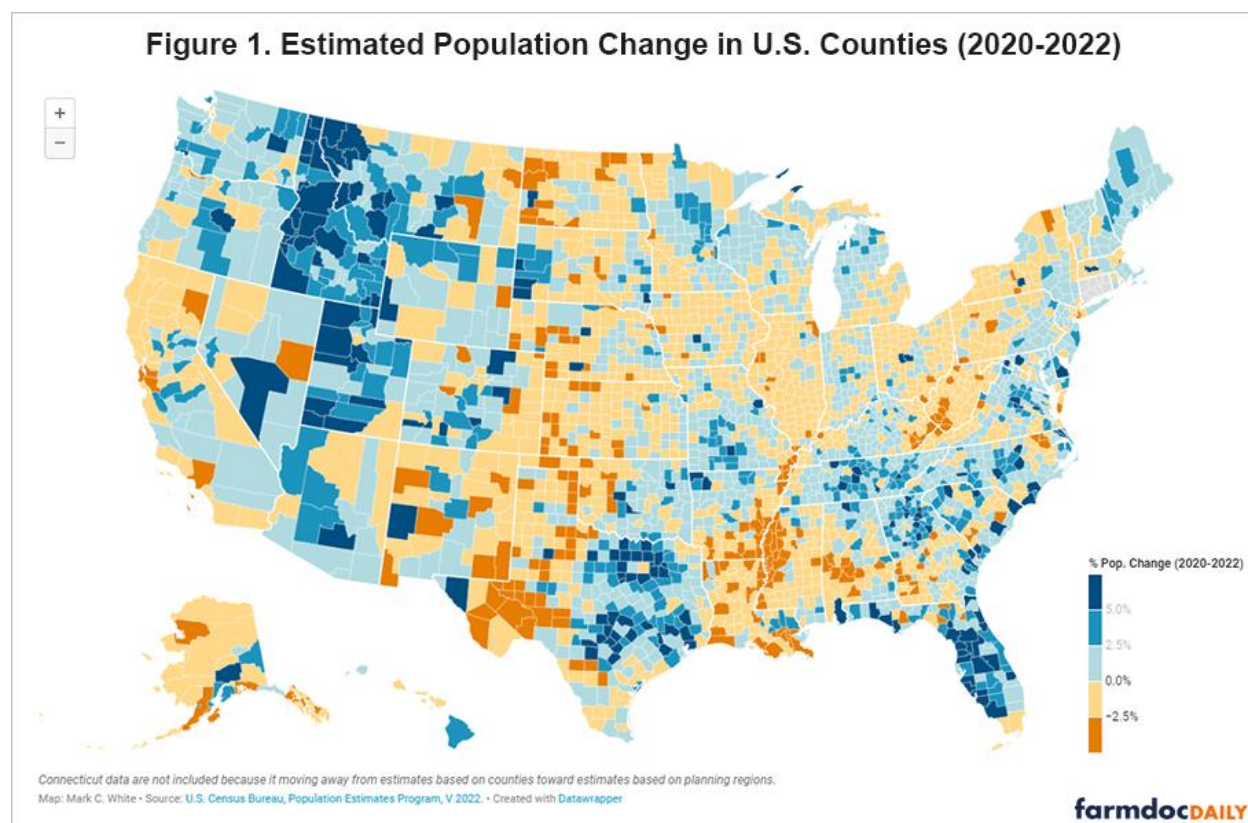 Figure 1. Estimated Population Change in U.S. Counties (2020-2022)
+
−
% Pop. Change (2020-2022)
5.0%
2.5%
0.0%
−2.5%
Connecticut data are not included because it moving away from estimates based on counties toward estimates based on planning regions.
Map: Mark C. White • Source: U.S. Census Bureau, Population Estimates Program, V 2022. • Created with Datawrapper
farmdocDAILY